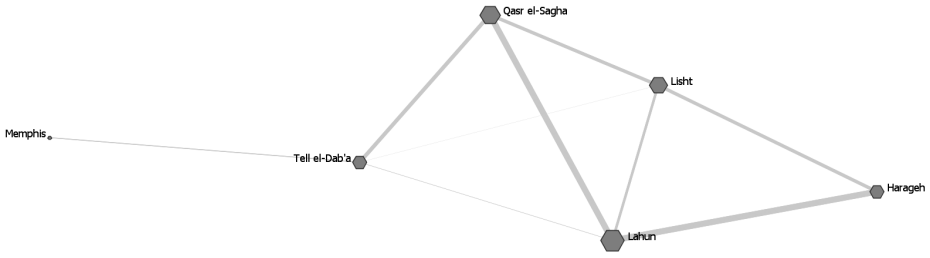 Qasr el-Sagha
Lisht
Memphis
Tell el-Dab'a
Harageh
Lahun